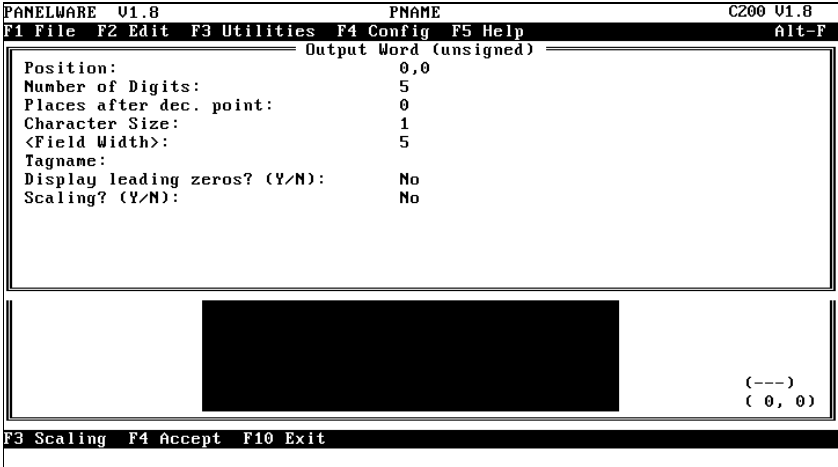 PANELWARE V1.8 PNAME C200 V1.8
F1 File F2 Edit F3 Utilities F4 Config F5 Help Alt-F
Output Word (unsigned)
Position: 0,0
Number of Digits: 5
Places after dec. point: 0
Character Size: 1
<Field Width>: 5
Tagname:
Display leading zeros? (Y/N): No
Scaling? (Y/N): No
(---)
( 0, 0)
F3 Scaling F4 Accept F10 Exit